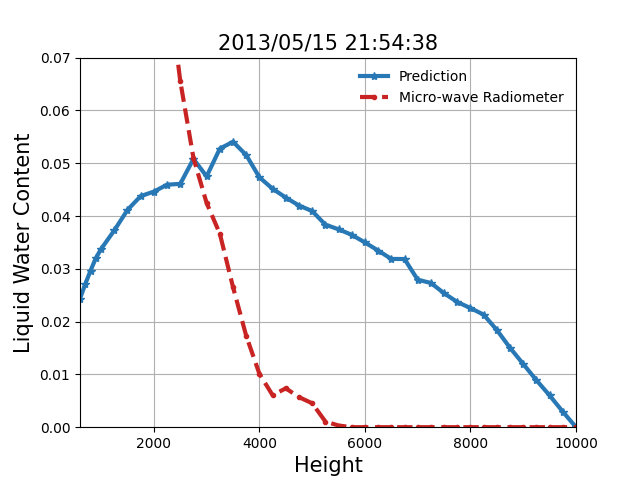 2013/05/15 21:54:38
Prediction
Micro-wave Radiometer
Liquid Water Content
0.07
0.06
0.05
0.04
0.03
0.02
0.01
0.00
2000 4000 6000 8000 10000
Height